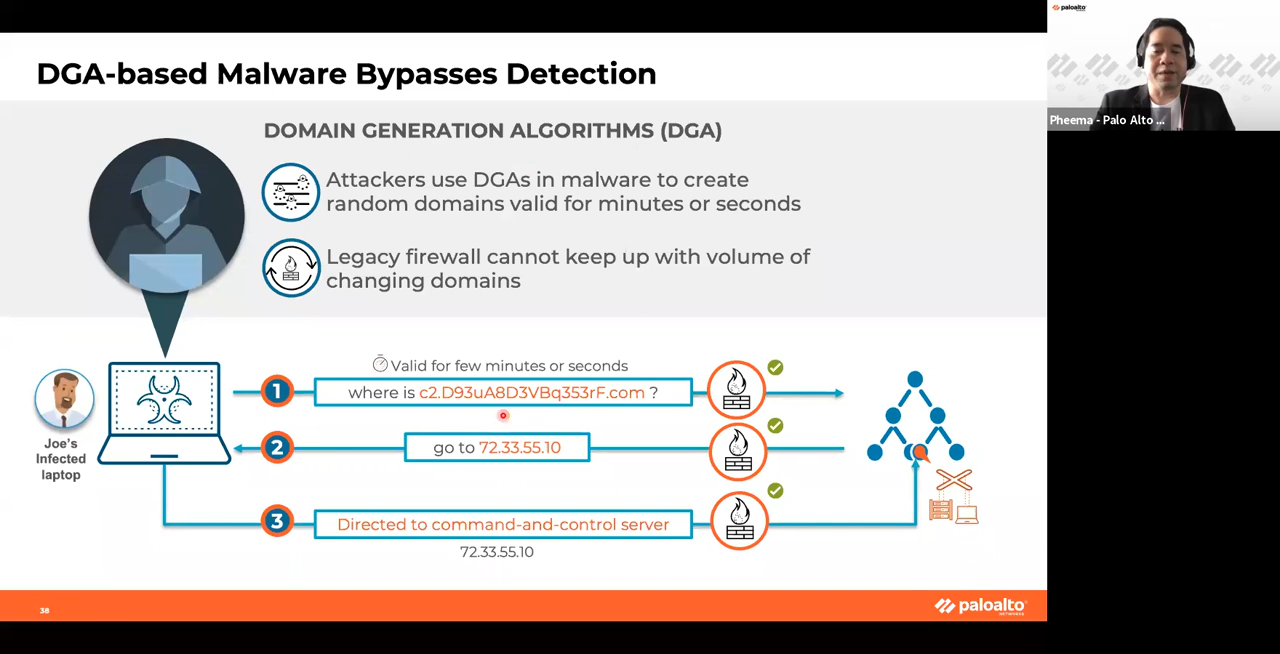 DGA-based Malware Bypasses Detection
DOMAIN GENERATION ALGORITHMS (DGA)
Attackers use DGAs in malware to create
random domains valid for minutes or seconds
Legacy firewall cannot keep up with volume of
changing domains
Valid for few minutes or seconds
1
where is c2.D93uA8D3VBq353rF.com ?
2
go to 72.33.55.10
Joe's
Infected
laptop
3
Directed to command-and-control server
72.33.55.10
38
paloalto
NETWORKS
paloalto
Pheema - Palo Alto ...